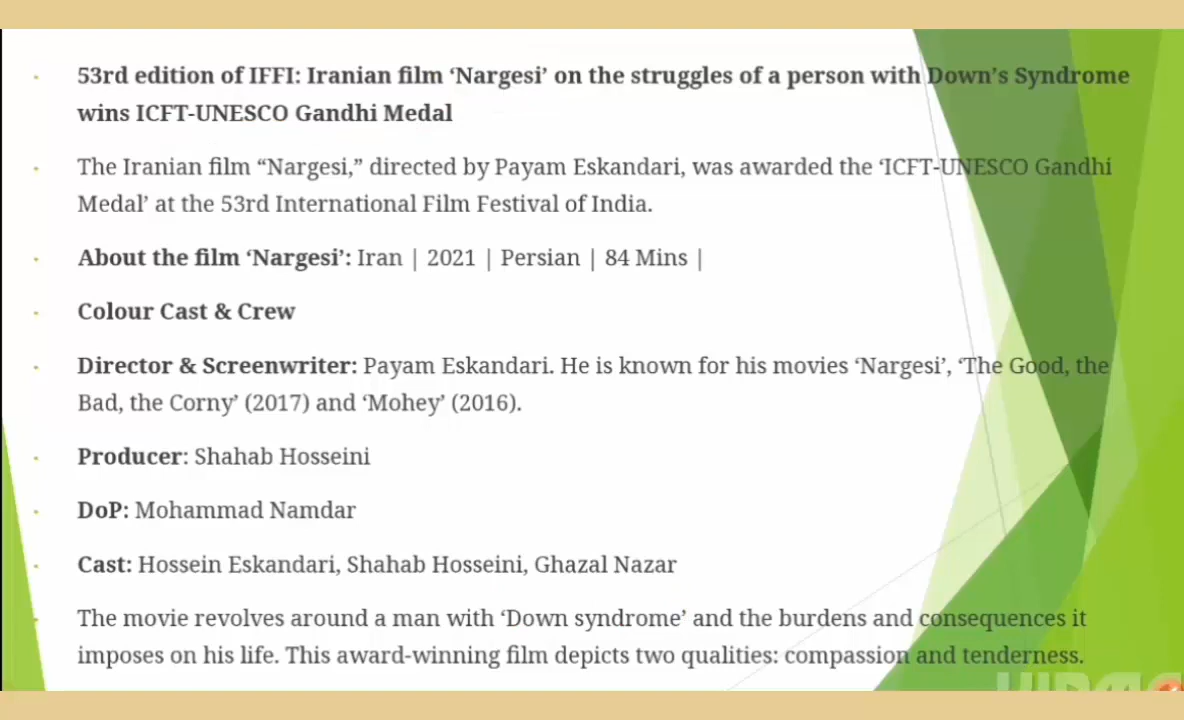 53rd edition of IFFI: Iranian film ‘Nargesi’ on the struggles of a person with Down’s Syndrome
wins ICFT-UNESCO Gandhi Medal
The Iranian film “Nargesi,” directed by Payam Eskandari, was awarded the ‘ICFT-UNESCO Gandhi
Medal’ at the 53rd International Film Festival of India.
About the film ‘Nargesi’: Iran | 2021 | Persian | 84 Mins |
Colour Cast & Crew
Director & Screenwriter: Payam Eskandari. He is known for his movies ‘Nargesi’, ‘The Good, the
Bad, the Corny’ (2017) and ‘Mohey’ (2016).
Producer: Shahab Hosseini
DoP: Mohammad Namdar
Cast: Hossein Eskandari, Shahab Hosseini, Ghazal Nazar
The movie revolves around a man with ‘Down syndrome’ and the burdens and consequences it
imposes on his life. This award-winning film depicts two qualities: compassion and tenderness.